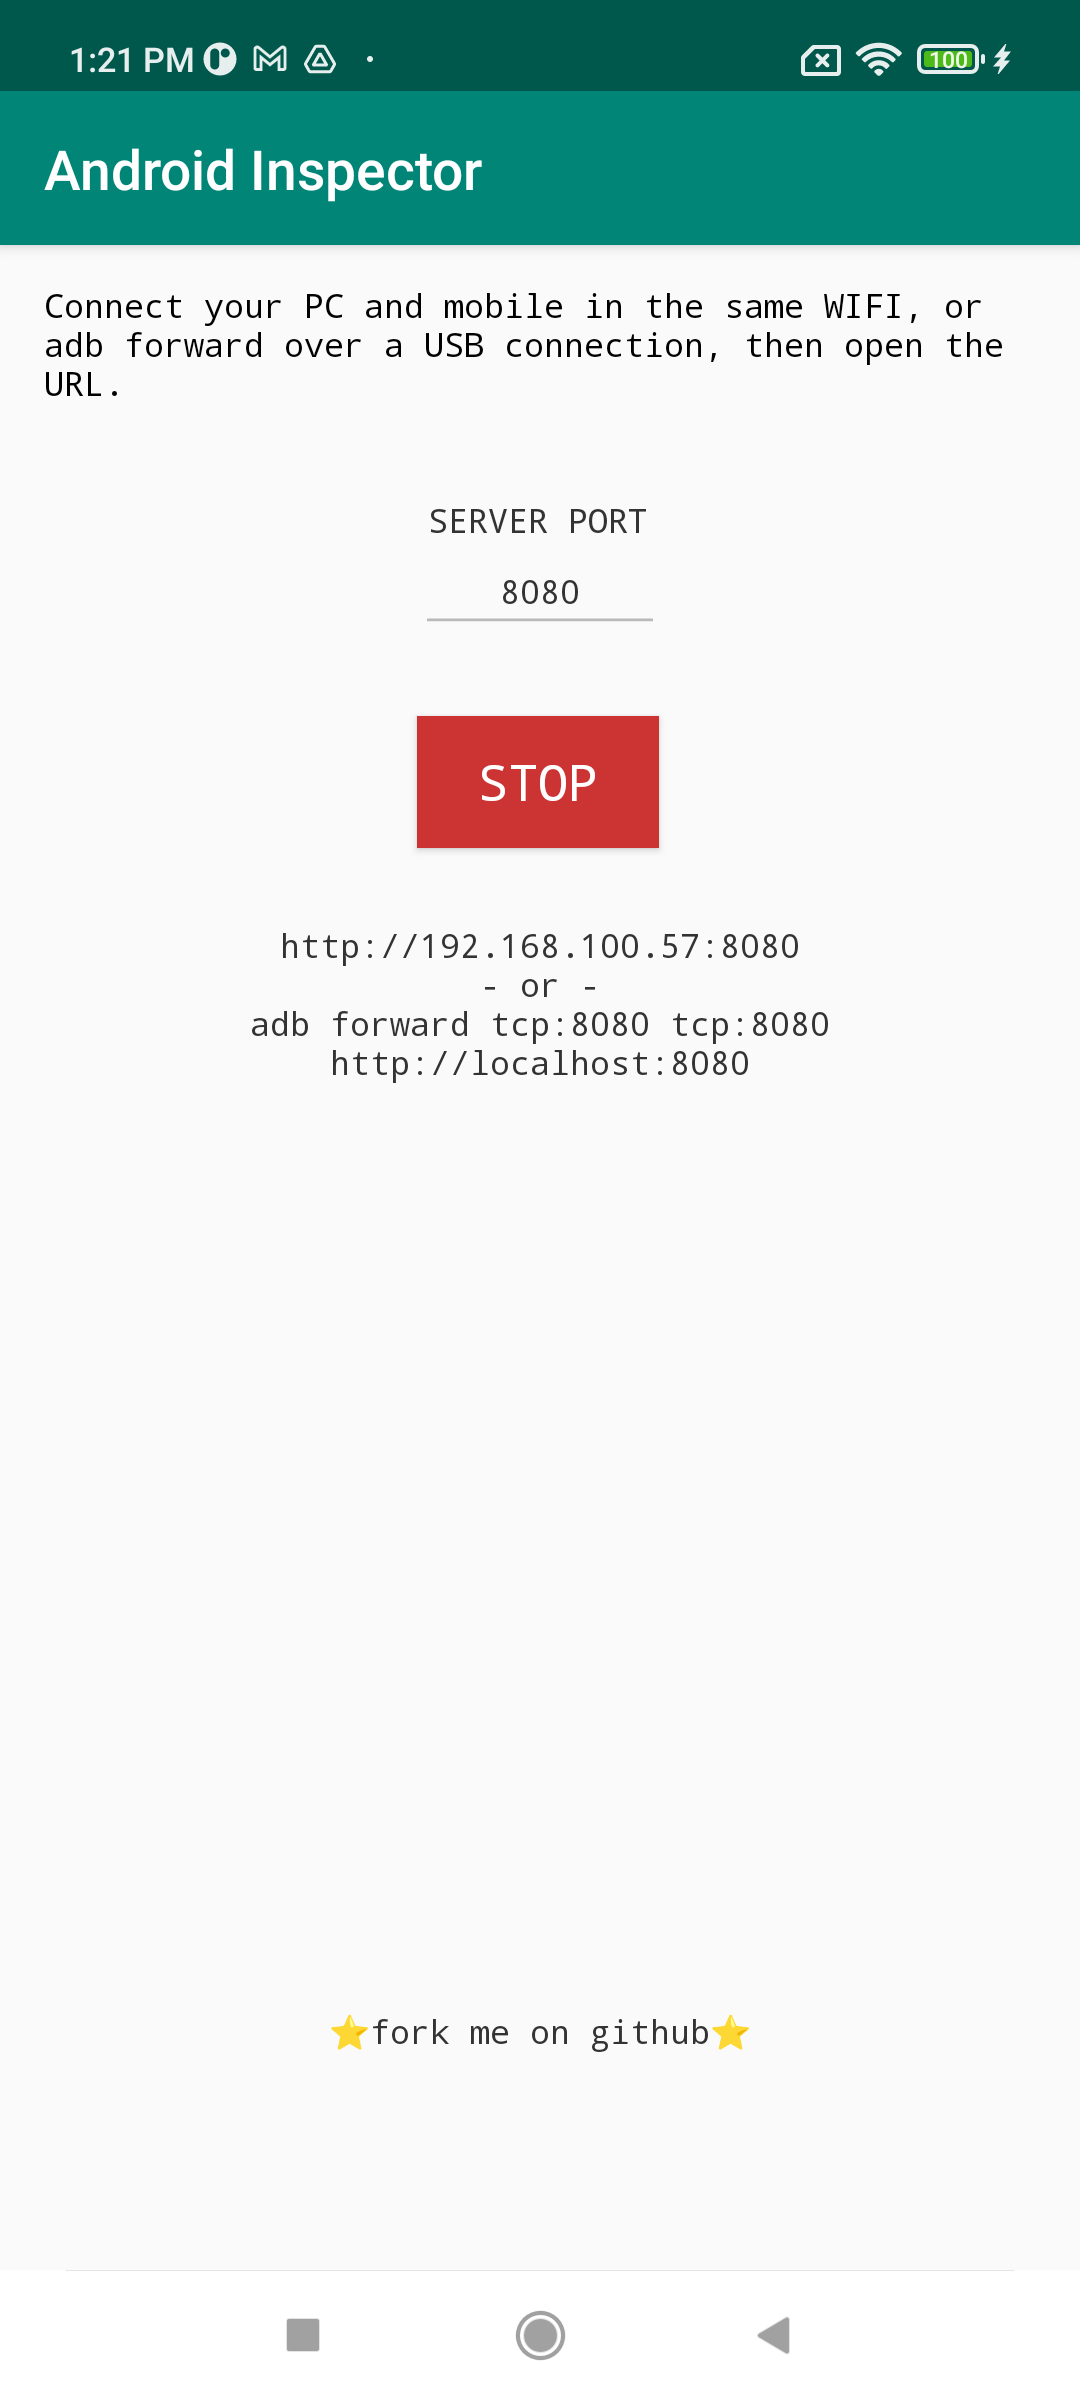 1:21 PM
100
Android Inspector
Connect your PC and mobile in the same WIFI, or
adb forward over a USB connection, then open the
URL.
SERVER PORT
8080
STOP
http://192.168.100.57:8080
- or -
adb forward tcp:8080 tcp:8080
http://localhost:8080
⭐fork me on github⭐